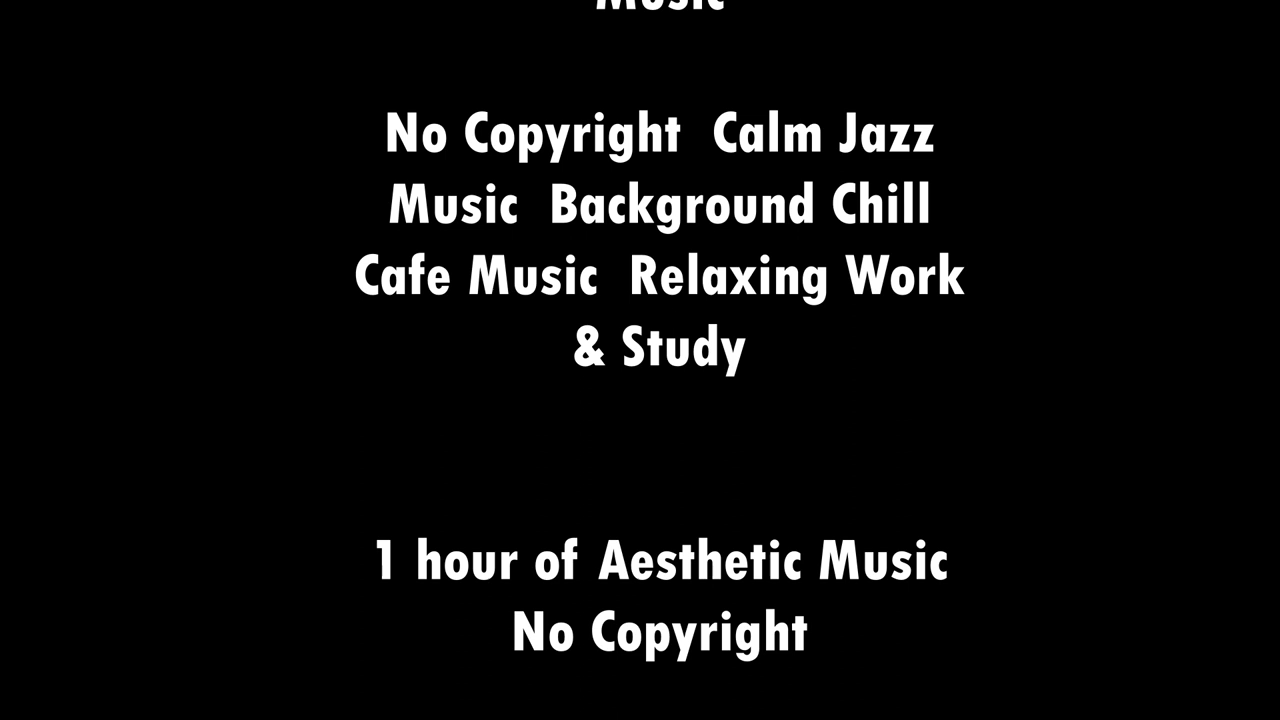 Music
No Copyright  Calm Jazz
Music  Background Chill
Cafe Music  Relaxing Work
& Study
1 hour of Aesthetic Music
No Copyright